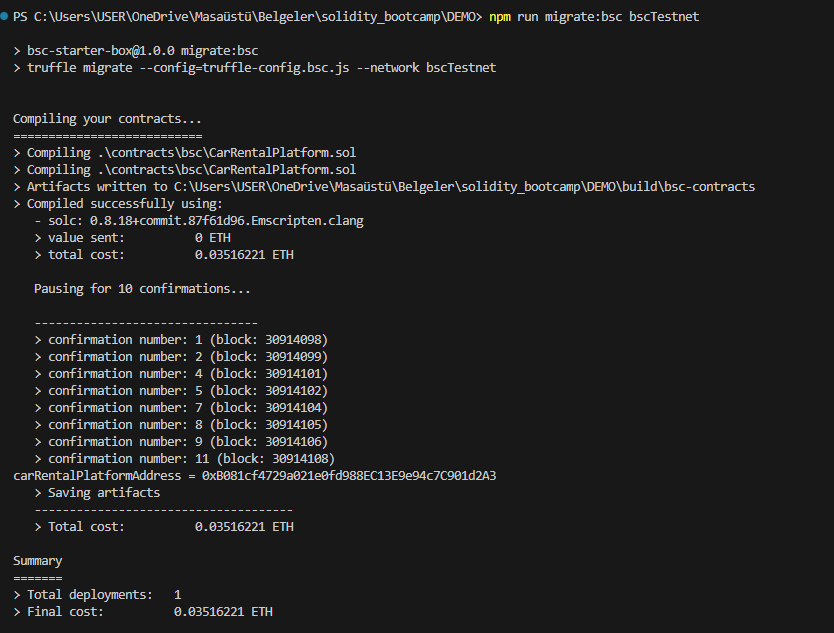 PS C:\Users\USER\OneDrive\Masaüstü\Belgeler\solidity_bootcamp\DEMO> npm run migrate:bsc bscTestnet
> bsc-starter-box@1.0.0 migrate:bsc
> truffle migrate --config=truffle-config.bsc.js --network bscTestnet
Compiling your contracts...
===========================
> Compiling .\contracts\bsc\CarRentalPlatform.sol
> Compiling .\contracts\bsc\CarRentalPlatform.sol
> Artifacts written to C:\Users\USER\OneDrive\Masaüstü\Belgeler\solidity_bootcamp\DEMO\build\bsc-contracts
> Compiled successfully using:
- solc: 0.8.18+commit.87f61d96.Emscripten.clang
> value sent: 0 ETH
> total cost: 0.03516221 ETH
Pausing for 10 confirmations...
--------------------------------
> confirmation number: 1 (block: 30914098)
> confirmation number: 2 (block: 30914099)
> confirmation number: 4 (block: 30914101)
> confirmation number: 5 (block: 30914102)
> confirmation number: 7 (block: 30914104)
> confirmation number: 8 (block: 30914105)
> confirmation number: 9 (block: 30914106)
> confirmation number: 11 (block: 30914108)
carRentalPlatformAddress = 0xB081cf4729a021e0fd988EC13E9e94c7C901d2A3
> Saving artifacts
-------------------------------------
> Total cost: 0.03516221 ETH
Summary
=======
> Total deployments: 1
> Final cost: 0.03516221 ETH